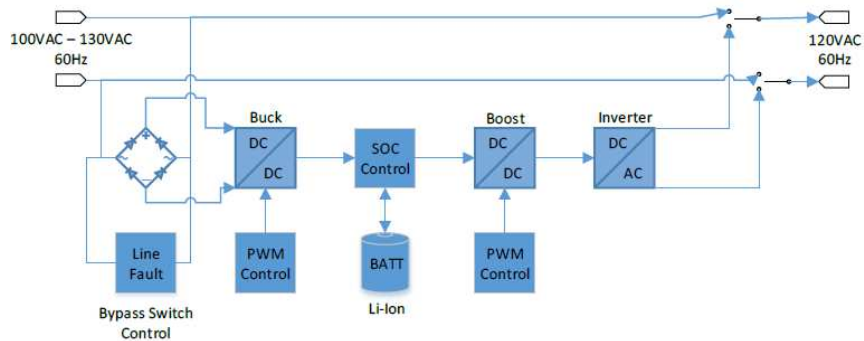 100VAC – 130VAC
60Hz
120VAC
60Hz
Buck
DC
DC
SOC
Control
Boost
DC
DC
Inverter
DC
AC
+
~
~
–
Line
Fault
PWM
Control
BATT
PWM
Control
Li-Ion
Bypass Switch
Control